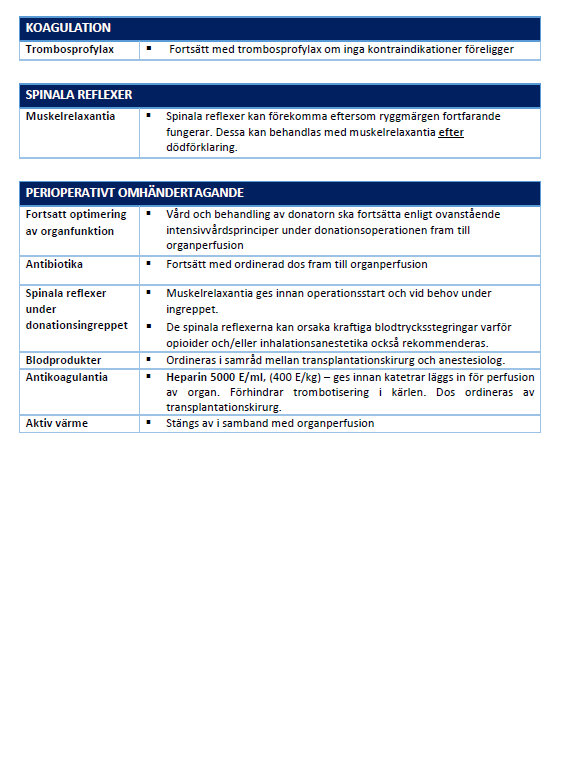 KOAGULATION
Trombosprofylax ▪ Fortsätt med trombosprofylax om inga kontraindikationer föreligger
SPINALA REFLEXER
Muskelrelaxantia ▪ Spinala reflexer kan förekomma eftersom ryggmärgen fortfarande
fungerar. Dessa kan behandlas med muskelrelaxantia efter
dödförklaring.
PERIOPERATIVT OMHÄNDERTAGANDE
Fortsatt optimering
av organfunktion
▪ Vård och behandling av donatorn ska fortsätta enligt ovanstående
intensivvårdsprinciper under donationsoperationen fram till
organperfusion
Antibiotika ▪ Fortsätt med ordinerad dos fram till organperfusion
Spinala reflexer
under
donationsingreppet
▪ Muskelrelaxantia ges innan operationsstart och vid behov under
ingreppet.
▪ De spinala reflexerna kan orsaka kraftiga blodtrycksstegringar varför
opioider och/eller inhalationsanestetika också rekommenderas.
Blodprodukter ▪ Ordineras i samråd mellan transplantationskirurg och anestesiolog.
Antikoagulantia ▪ Heparin 5000 E/ml, (400 E/kg) – ges innan katetrar läggs in för perfusion
av organ. Förhindrar trombotisering i kärlen. Dos ordineras av
transplantationskirurg.
Aktiv värme ▪ Stängs av i samband med organperfusion